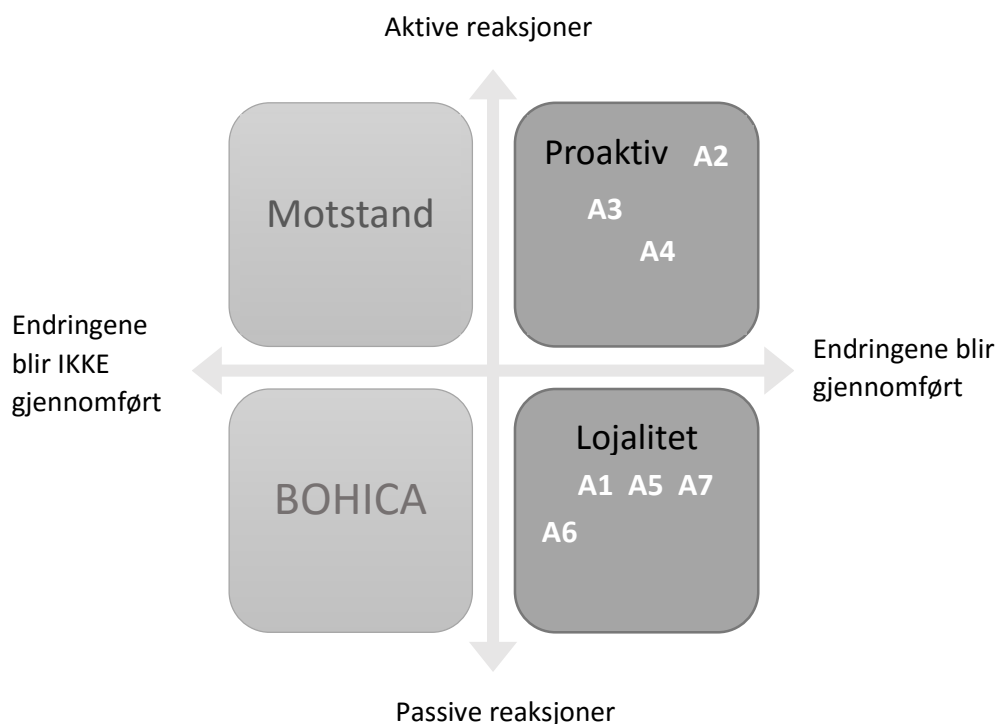 Aktive reaksjoner
Motstand
Proaktiv A2
A3
A4
Endringene
blir IKKE
gjennomført
Endringene blir
gjennomført
BOHICA
Lojalitet
A1 A5 A7
A6
Passive reaksjoner